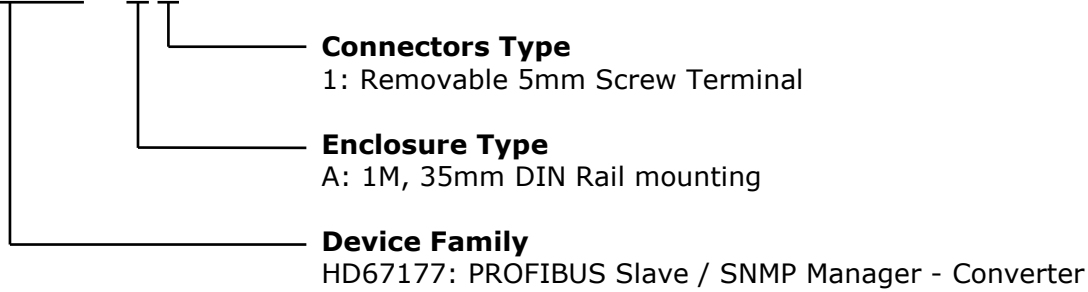 Connectors Type
1: Removable 5mm Screw Terminal
Enclosure Type
A: 1M, 35mm DIN Rail mounting
Device Family
HD67177: PROFIBUS Slave / SNMP Manager - Converter